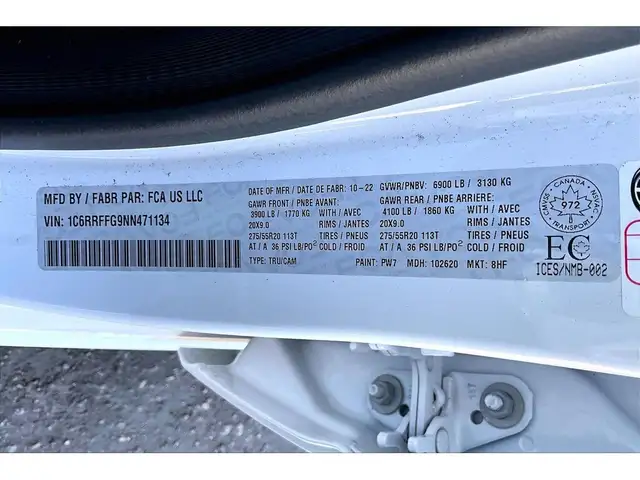 MFD BY / FABR PAR: FCA US LLC
VIN: 1C6RRFFG9NN471134
DATE OF MFR / DATE DE FABR: 10-22 GVWR/PNBV: 6900 LB / 3130 KG
GAWR FRONT / PNBE AVANT: GAWR REAR / PNBE ARRIERE:
3900 LB / 1770 KG WITH / AVEC 4100 LB / 1860 KG WITH / AVEC
20X9.0 RIMS / JANTES 20X9.0 RIMS / JANTES
275/55R20 113T TIRES / PNEUS 275/55R20 113T TIRES / PNEUS
AT / A 36 PSI LB/PO² COLD / FROID AT / A 36 PSI LB/PO² COLD / FROID
TYPE: TRU/CAM PAINT: PW7 MDH: 102620 MKT: 8HF
CMVSS · CANADA · NSVAC
972
TRANSPORT
EC
ICES/NMB-002
187